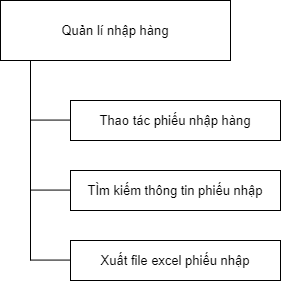 Quản lí nhập hàng
Thao tác phiếu nhập hàng
TÌm kiếm thông tin phiếu nhập
Xuất file excel phiếu nhập